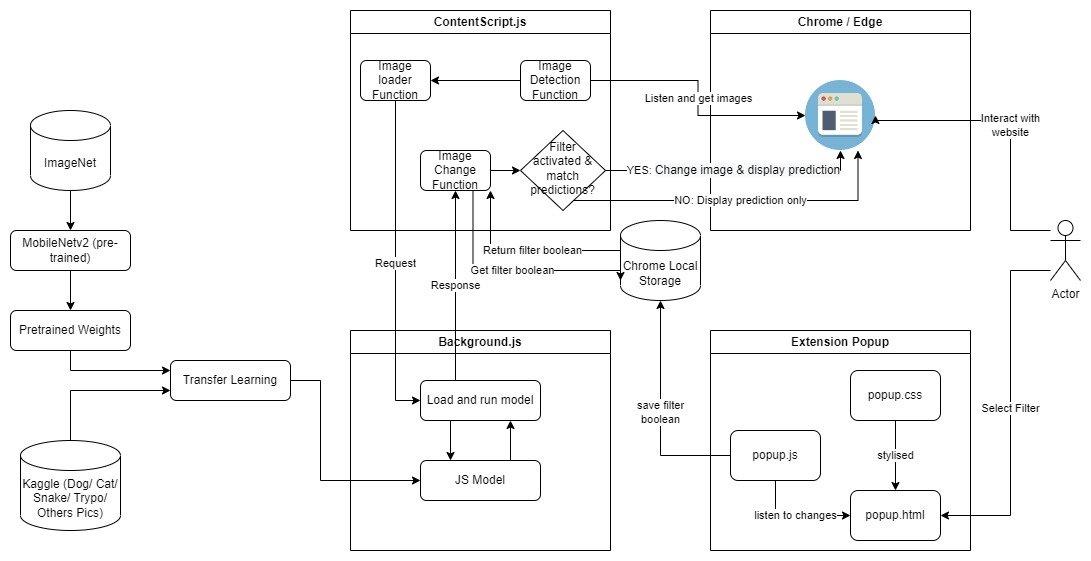 ContentScript.js
Chrome / Edge
Image
loader
Function
Image
Detection
Function
Listen and get images
Interact with
website
ImageNet
Image
Change
Function
Filter
activated &
match
predictions?
YES: Change image & display prediction
NO: Display prediction only
MobileNetv2 (pre-
trained)
Return filter boolean
Request
Get filter boolean
Response
Chrome Local
Storage
Actor
Pretrained Weights
Background.js
Extension Popup
Transfer Learning
Load and run model
save filter
boolean
popup.css
Select Filter
popup.js
stylised
Kaggle (Dog/ Cat/
Snake/ Trypo/
Others Pics)
JS Model
listen to changes
popup.html